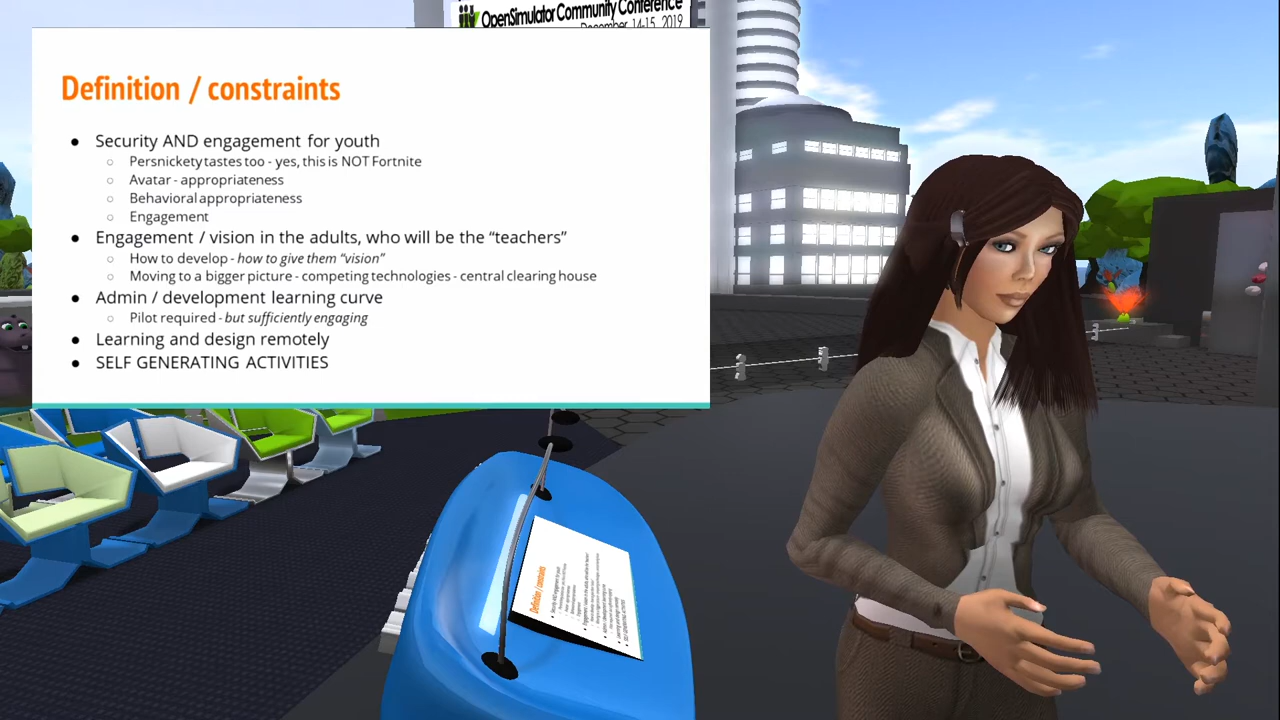 OpenSimulator Community Conference
December 14-15, 2019
Definition / constraints
● Security AND engagement for youth
○ Persnickety tastes too - yes, this is NOT Fortnite
○ Avatar - appropriateness
○ Behavioral appropriateness
○ Engagement
● Engagement / vision in the adults, who will be the “teachers”
○ How to develop - how to give them “vision”
○ Moving to a bigger picture - competing technologies - central clearing house
● Admin / development learning curve
○ Pilot required - but sufficiently engaging
● Learning and design remotely
● SELF GENERATING ACTIVITIES
Definition / constraints